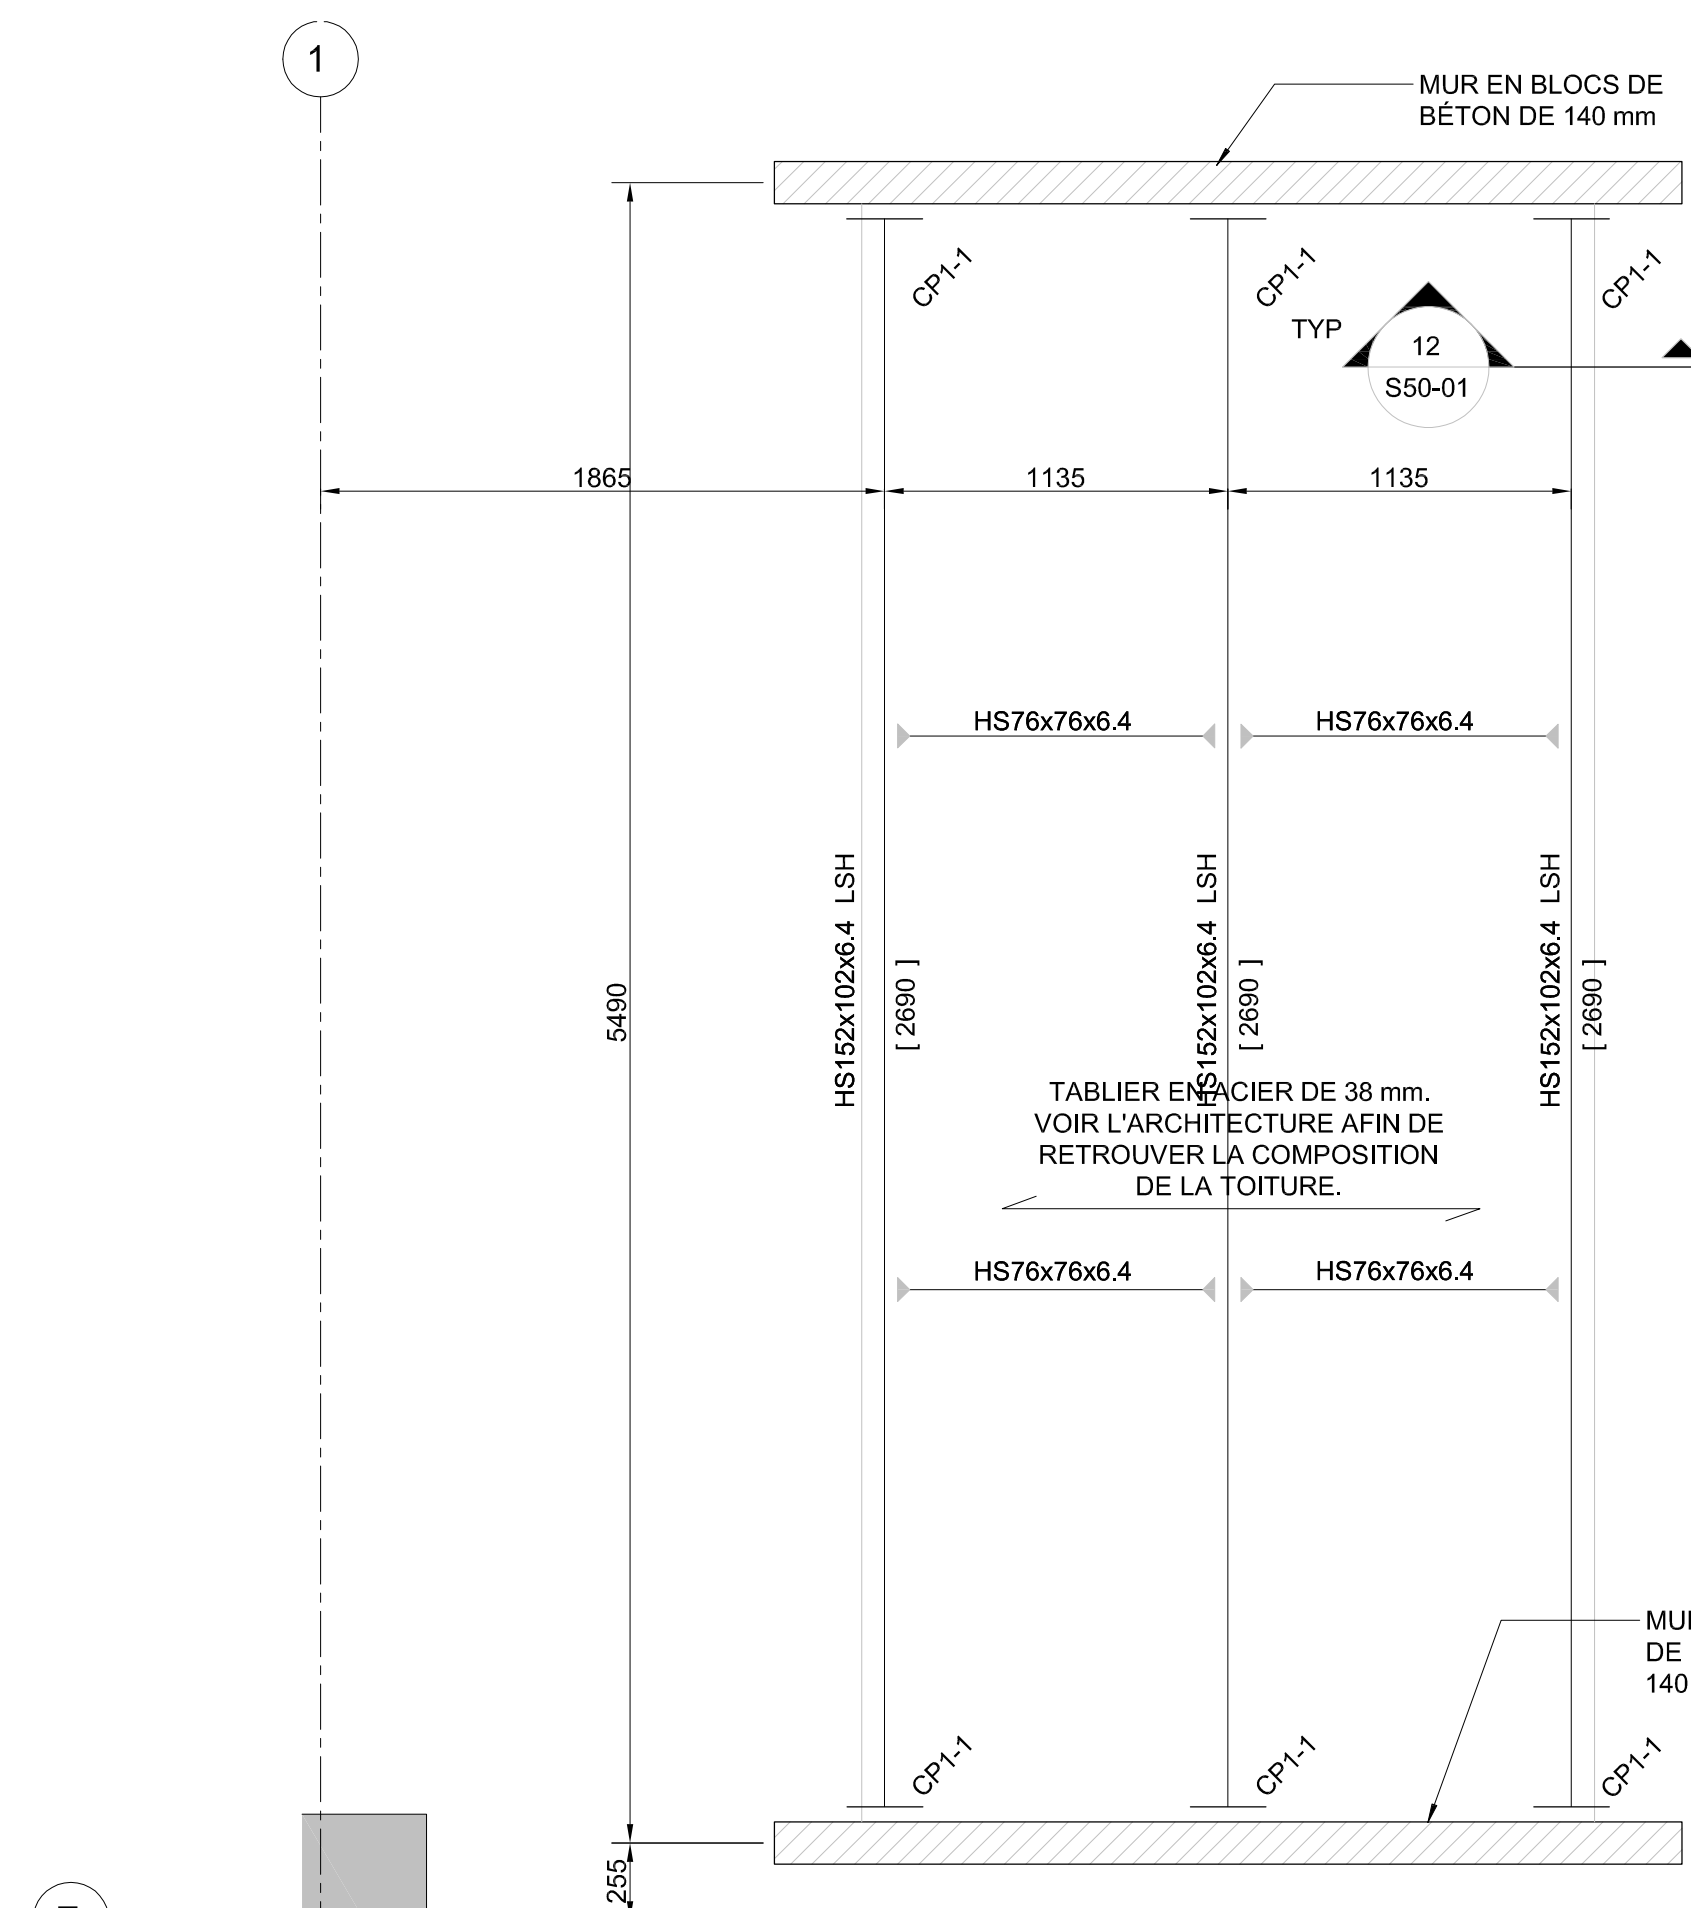 1
MUR EN BLOCS DE
BÉTON DE 140 mm
CP1-1
CP1-1
CP1-1
TYP
12
S50-01
1865
1135
1135
HS76x76x6.4
HS76x76x6.4
5490
HS152x102x6.4 LSH
[ 2690 ]
HS152x102x6.4 LSH
[ 2690 ]
HS152x102x6.4 LSH
[ 2690 ]
TABLIER EN ACIER DE 38 mm.
VOIR L'ARCHITECTURE AFIN DE
RETROUVER LA COMPOSITION
DE LA TOITURE.
HS76x76x6.4
HS76x76x6.4
DE
140
CP1-1
CP1-1
CP1-1
255